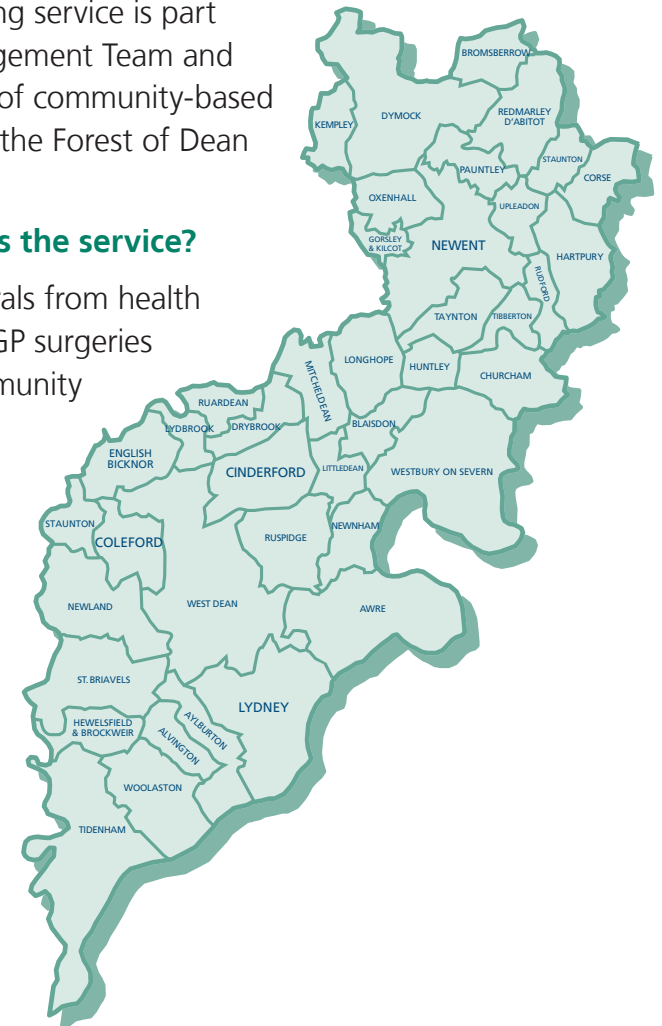 ng service is part
gement Team and
of community-based
the Forest of Dean
s the service?
rals from health
GP surgeries
munity
BROMSBERROW
KEMPLEY
DYMOCK
REDMARLEY
D'ABITOT
PAUNTLEY
STAUNTON
CORSE
OXENHALL
UPLEADON
GORSLEY
& KILCOT
NEWENT
HARTPURY
RUDFORD
TAYNTON
TIBBERTON
LONGHOPE
HUNTLEY
CHURCHAM
MITCHELDEAN
RUARDEAN
LYDBROOK
DRYBROOK
BLAISDON
ENGLISH
BICKNOR
CINDERFORD
LITTLEDEAN
WESTBURY ON SEVERN
STAUNTON
COLEFORD
RUSPIDGE
NEWNHAM
NEWLAND
WEST DEAN
AWRE
ST. BRIAVELS
LYDNEY
HEWELSFIELD
& BROCKWEIR
AYLBURTON
ALVINGTON
WOOLASTON
TIDENHAM